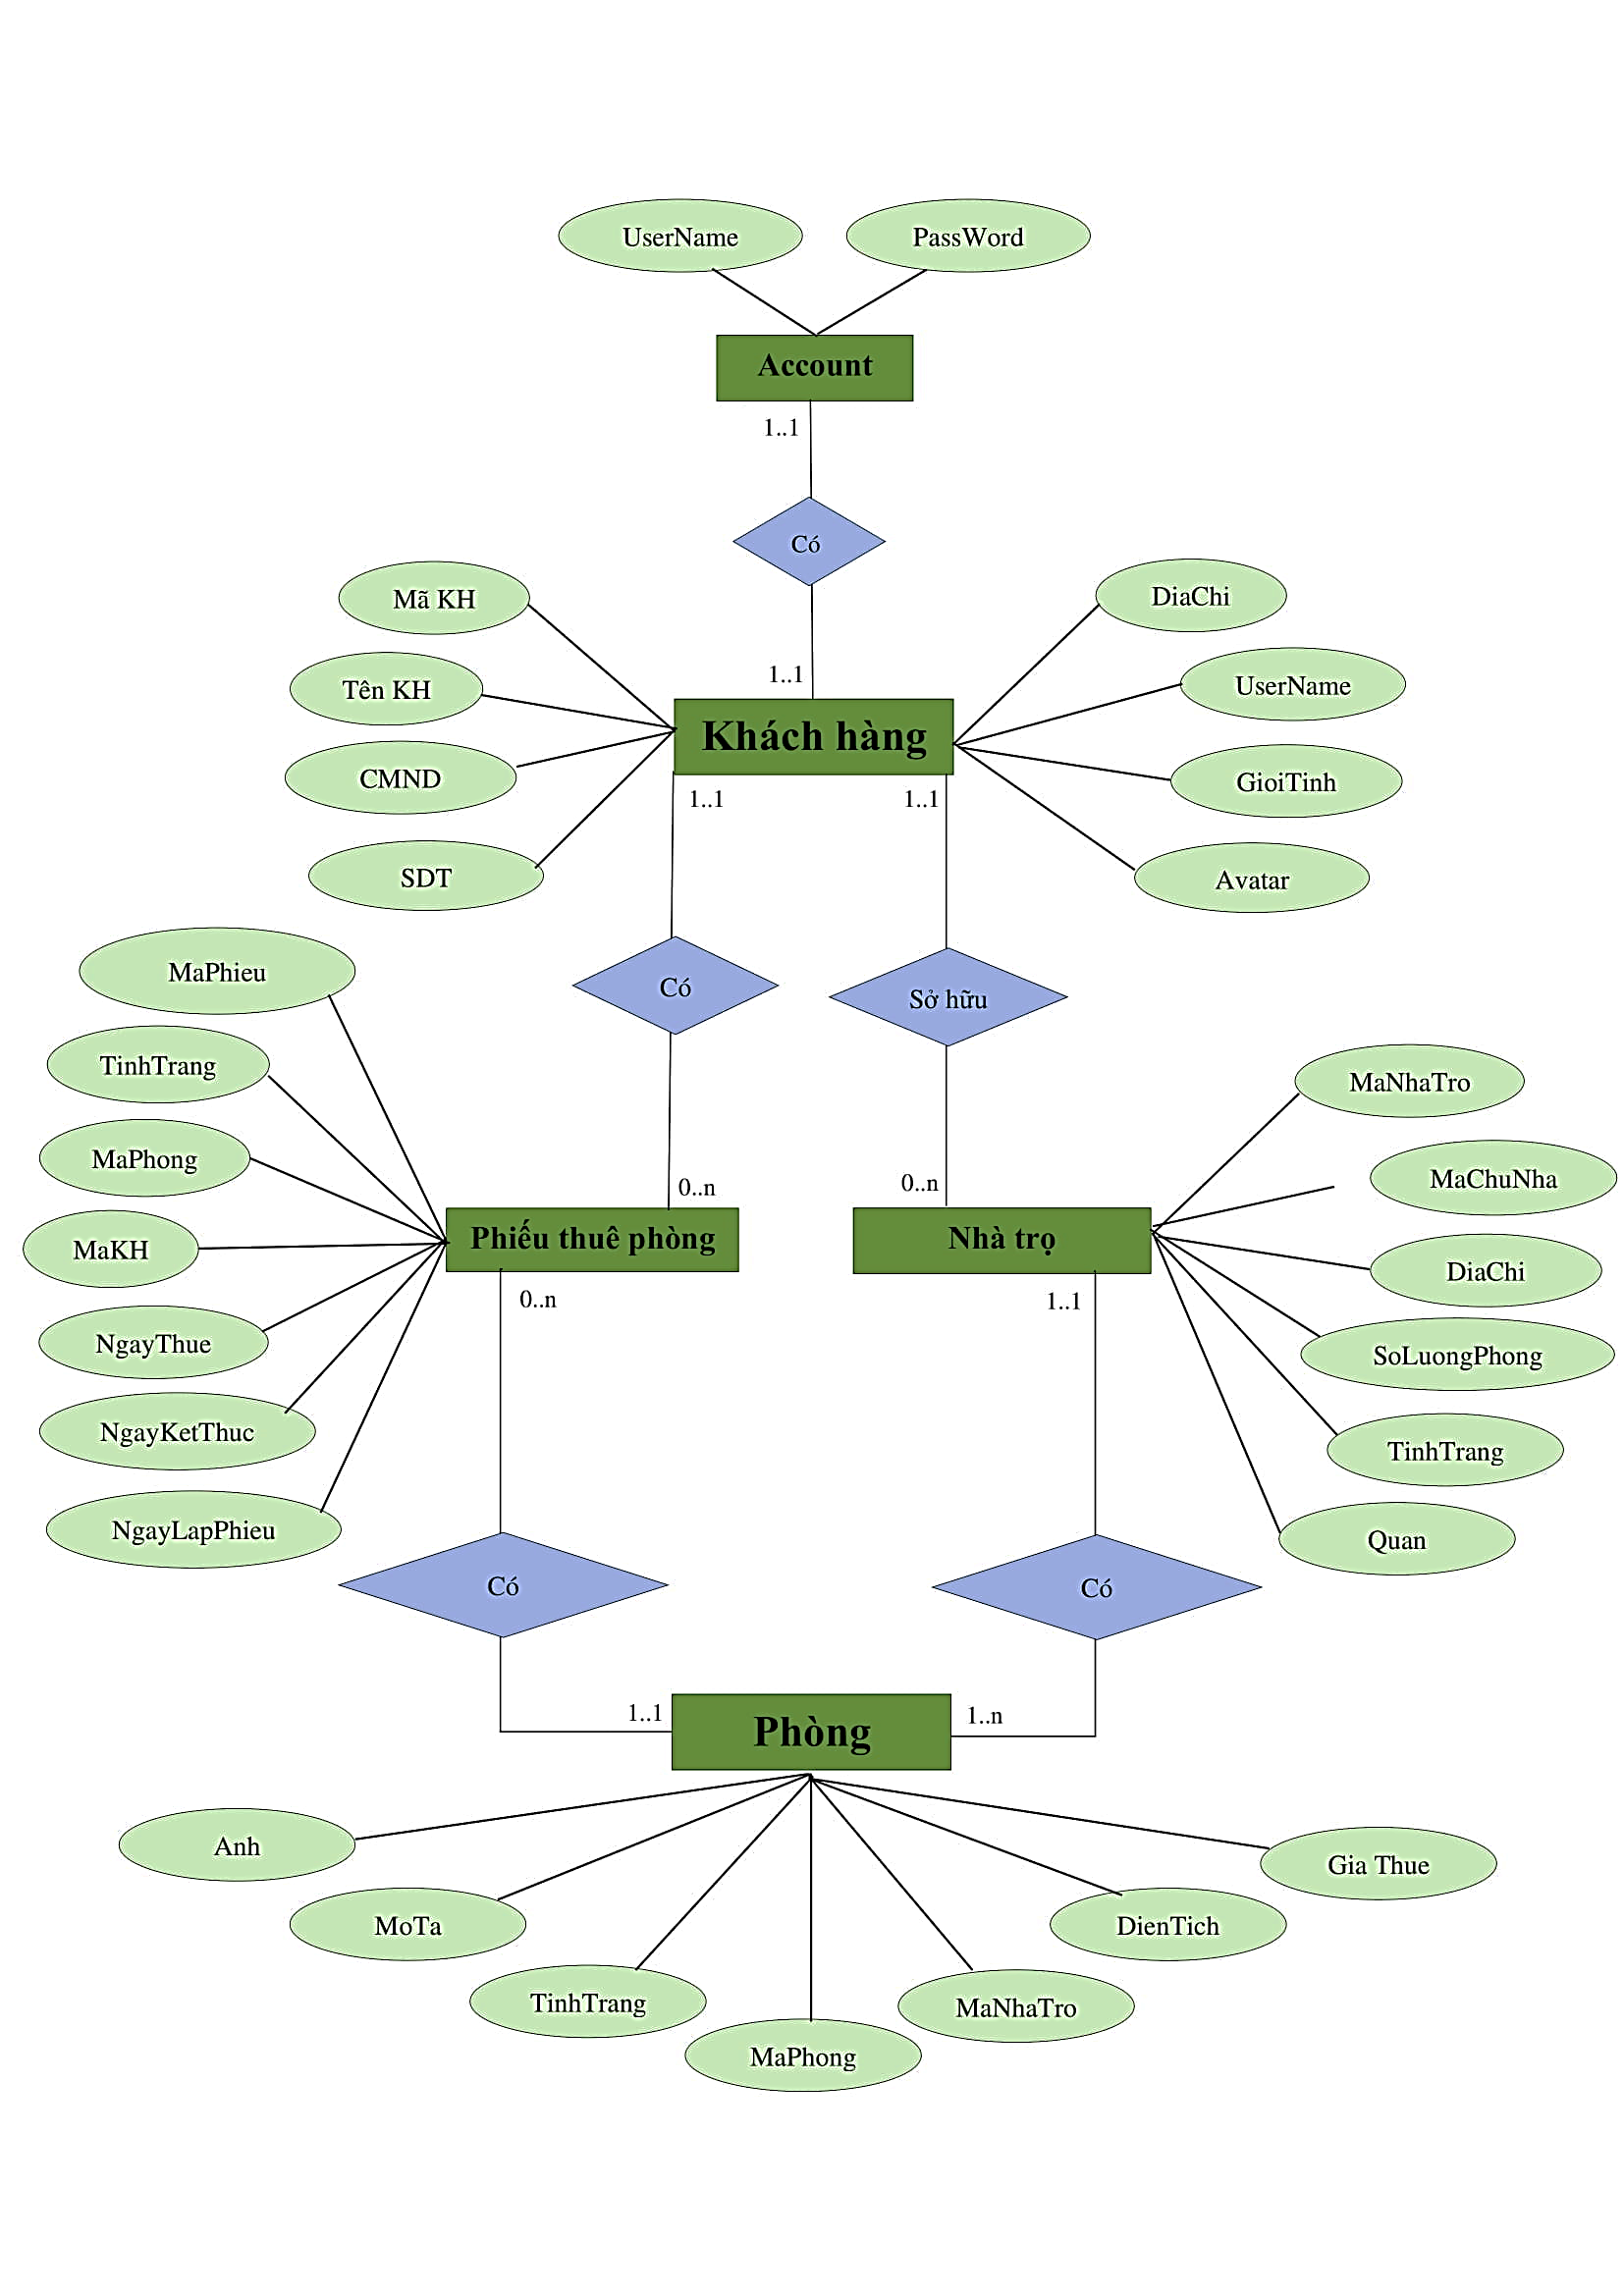 UserName
PassWord
Account
1..1
Có
1..1
Mã KH
Tên KH
CMND
SDT
Khách hàng
DiaChi
UserName
GioiTinh
Avatar
1..1
1..1
Có
Sở hữu
0..n
0..n
MaPhieu
TinhTrang
MaPhong
MaKH
NgayThue
NgayKetThuc
NgayLapPhieu
Phiếu thuê phòng
Nhà trọ
MaNhaTro
MaChuNha
DiaChi
SoLuongPhong
TinhTrang
Quan
0..n
1..1
Có
Có
1..1
1..n
Phòng
Anh
MoTa
TinhTrang
MaPhong
MaNhaTro
DienTich
Gia Thue